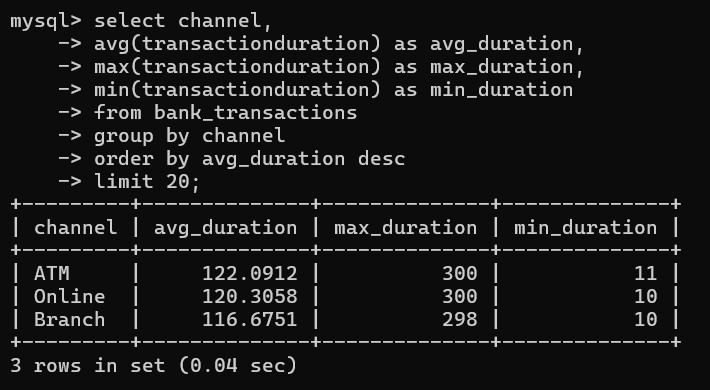 mysql> select channel,
    -> avg(transactionduration) as avg_duration,
    -> max(transactionduration) as max_duration,
    -> min(transactionduration) as min_duration
    -> from bank_transactions
    -> group by channel
    -> order by avg_duration desc
    -> limit 20;
+---------+--------------+--------------+--------------+
| channel | avg_duration | max_duration | min_duration |
+---------+--------------+--------------+--------------+
| ATM     |     122.0912 |          300 |           11 |
| Online  |     120.3058 |          300 |           10 |
| Branch  |     116.6751 |          298 |           10 |
+---------+--------------+--------------+--------------+
3 rows in set (0.04 sec)